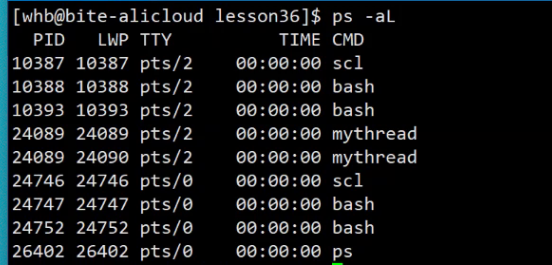 [whb@bite-alicloud lesson36]$ ps -aL
  PID   LWP TTY          TIME CMD
10387 10387 pts/2    00:00:00 scl
10388 10388 pts/2    00:00:00 bash
10393 10393 pts/2    00:00:00 bash
24089 24089 pts/2    00:00:00 mythread
24089 24090 pts/2    00:00:00 mythread
24746 24746 pts/0    00:00:00 scl
24747 24747 pts/0    00:00:00 bash
24752 24752 pts/0    00:00:00 bash
26402 26402 pts/0    00:00:00 ps